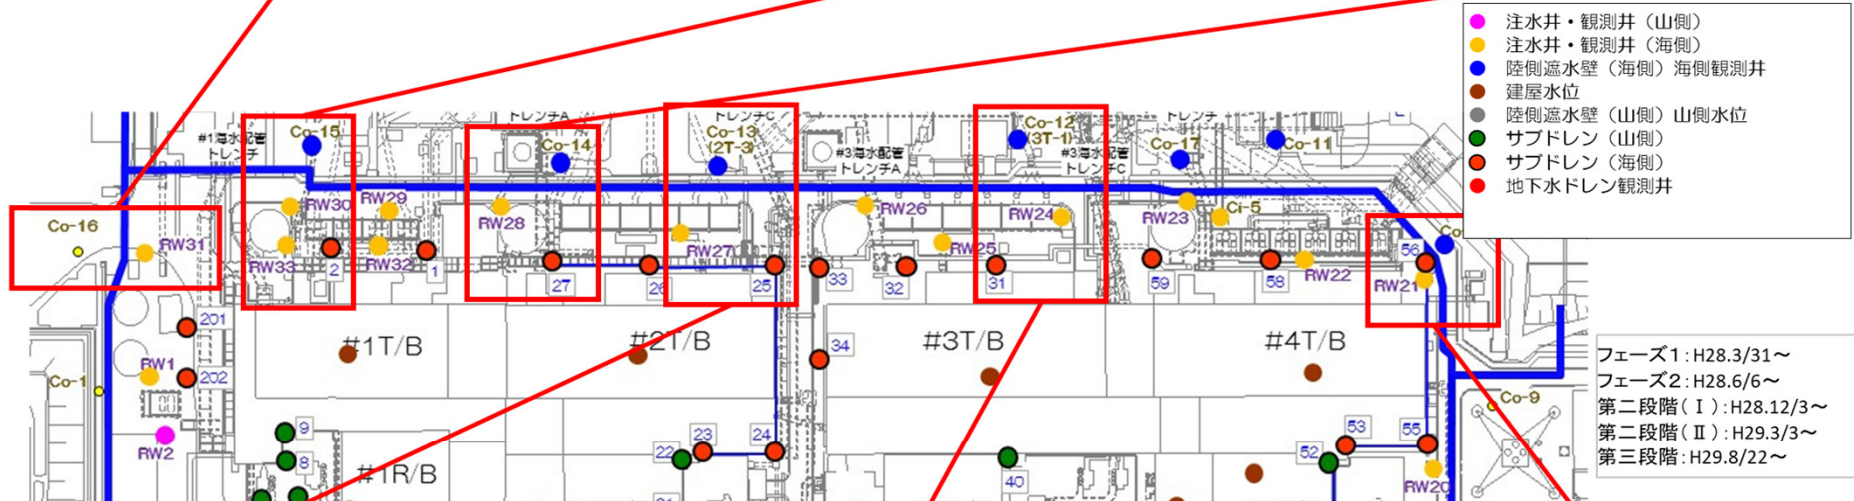 注水井・観測井（山側）
注水井・観測井（海側）
陸側遮水壁（海側）海側観測井
建屋水位
陸側遮水壁（山側）山側水位
サブドレン（山側）
サブドレン（海側）
地下水ドレン観測井
トレンチA
トレンチC
トレンチ
#1海水配管
トレンチ
Co-15
Co-14
Co-13
(2T-3)
#3海水配管
トレンチA
Co-12
(3T-1)
#3海水配管
トレンチC
Co-17
Co-11
Co-16
RW31
RW30
RW29
RW28
RW27
RW26
RW25
RW24
RW23
Ci-5
Co
RW33
2
RW32
1
27
26
25
33
32
31
59
58
RW22
56
RW21
201
#1T/B
#2T/B
#3T/B
#4T/B
34
RW1
202
Co-1
フェーズ1：H28.3/31～
フェーズ2：H28.6/6～
第二段階（Ⅰ）：H28.12/3～
第二段階（Ⅱ）：H29.3/3～
第三段階：H29.8/22～
Co-9
RW2
9
8
#1R/B
22
23
24
40
52
53
55
RW20